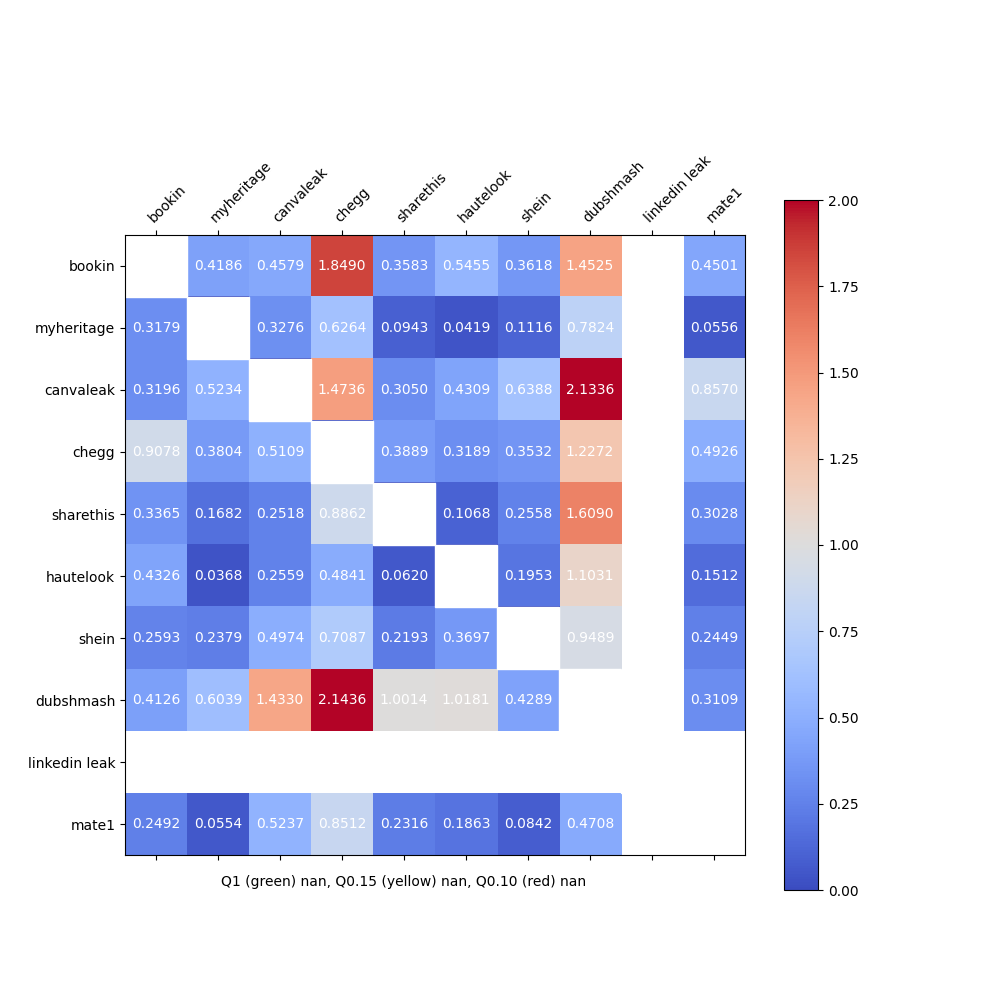 bookin myheritage canvaleak chegg sharethis hautelook shein dubshmash linkedin leak mate1
bookin 0.4186 0.4579 1.8490 0.3583 0.5455 0.3618 1.4525 0.4501
myheritage 0.3179 0.3276 0.6264 0.0943 0.0419 0.1116 0.7824 0.0556
canvaleak 0.3196 0.5234 1.4736 0.3050 0.4309 0.6388 2.1336 0.8570
chegg 0.9078 0.3804 0.5109 0.3889 0.3189 0.3532 1.2272 0.4926
sharethis 0.3365 0.1682 0.2518 0.8862 0.1068 0.2558 1.6090 0.3028
hautelook 0.4326 0.0368 0.2559 0.4841 0.0620 0.1953 1.1031 0.1512
shein 0.2593 0.2379 0.4974 0.7087 0.2193 0.3697 0.9489 0.2449
dubshmash 0.4126 0.6039 1.4330 2.1436 1.0014 1.0181 0.4289 0.3109
linkedin leak
mate1 0.2492 0.0554 0.5237 0.8512 0.2316 0.1863 0.0842 0.4708
Q1 (green) nan, Q0.15 (yellow) nan, Q0.10 (red) nan
2.00
1.75
1.50
1.25
1.00
0.75
0.50
0.25
0.00